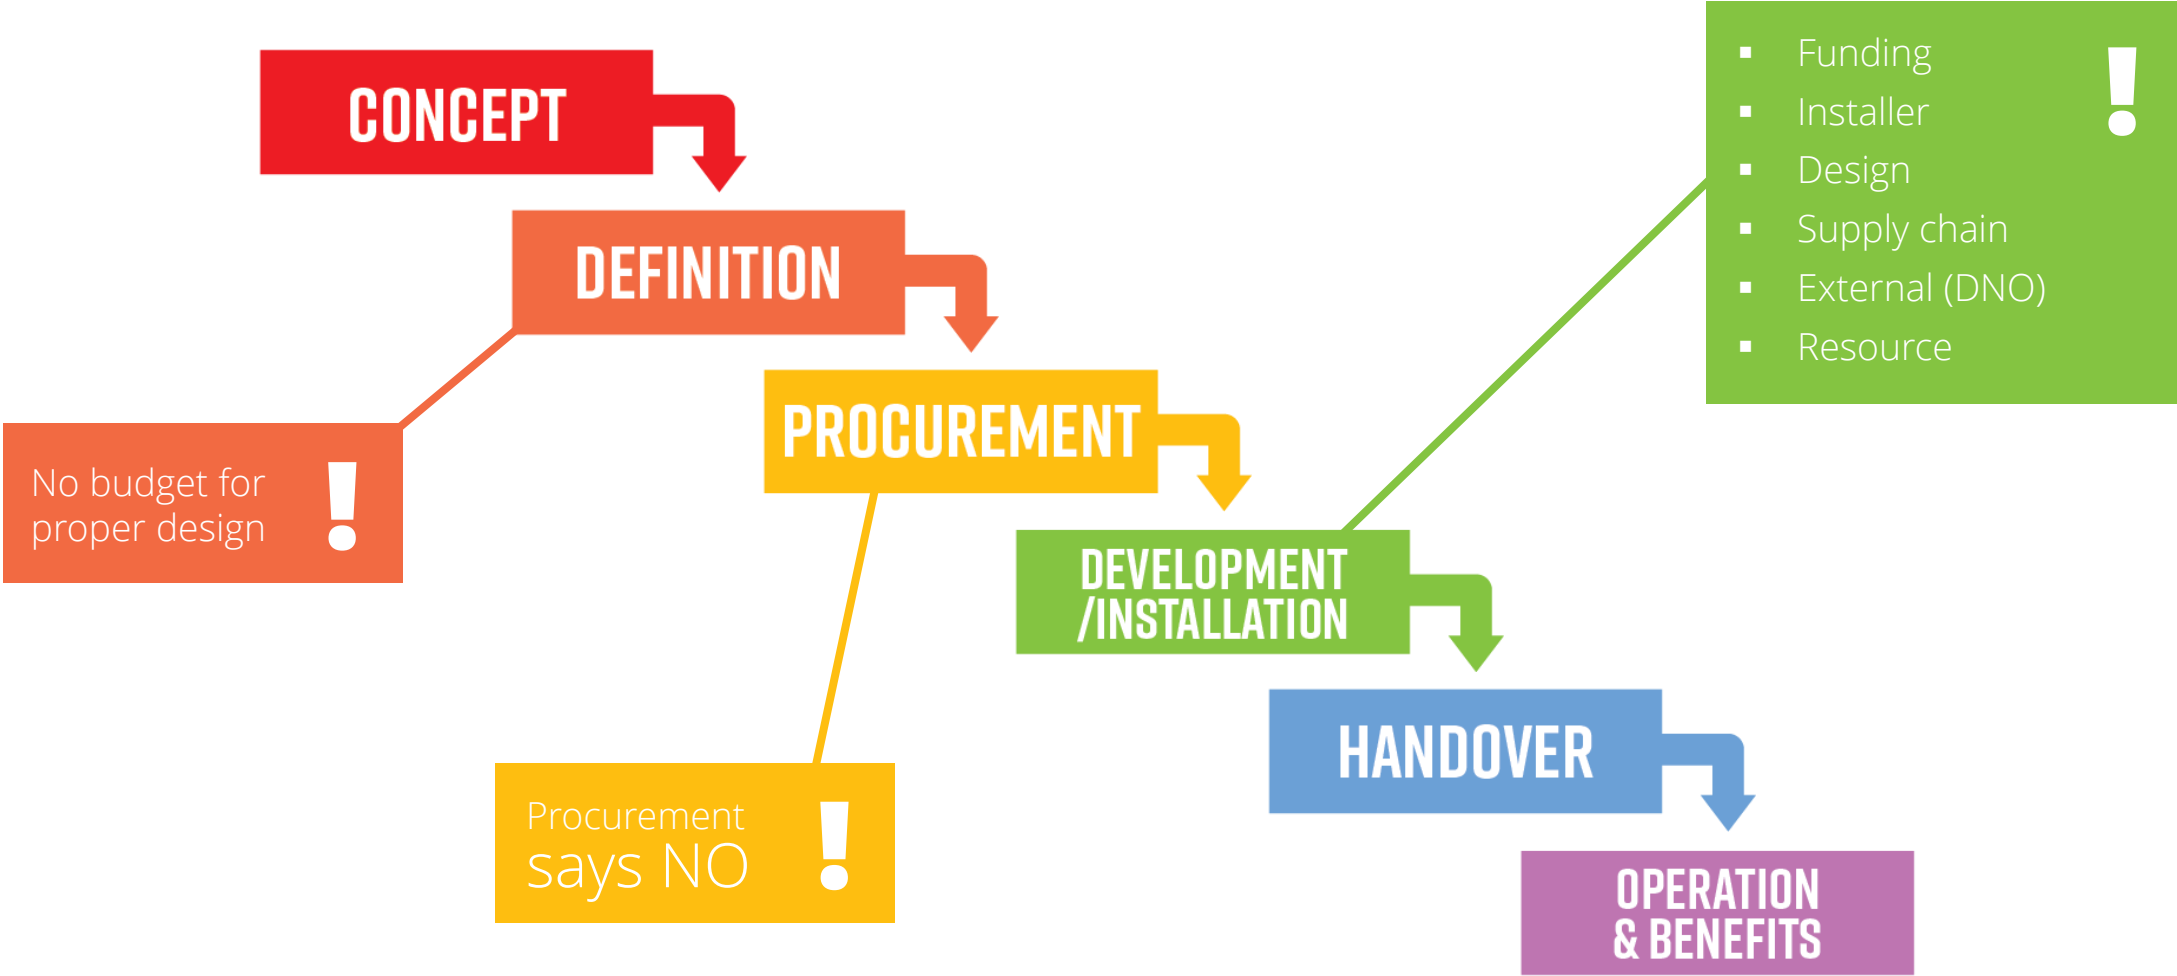 CONCEPT
DEFINITION
PROCUREMENT
DEVELOPMENT
/INSTALLATION
HANDOVER
OPERATION
& BENEFITS
No budget for
proper design
!
Procurement
says NO
!
▪ Funding
▪ Installer
▪ Design
▪ Supply chain
▪ External (DNO)
▪ Resource
!